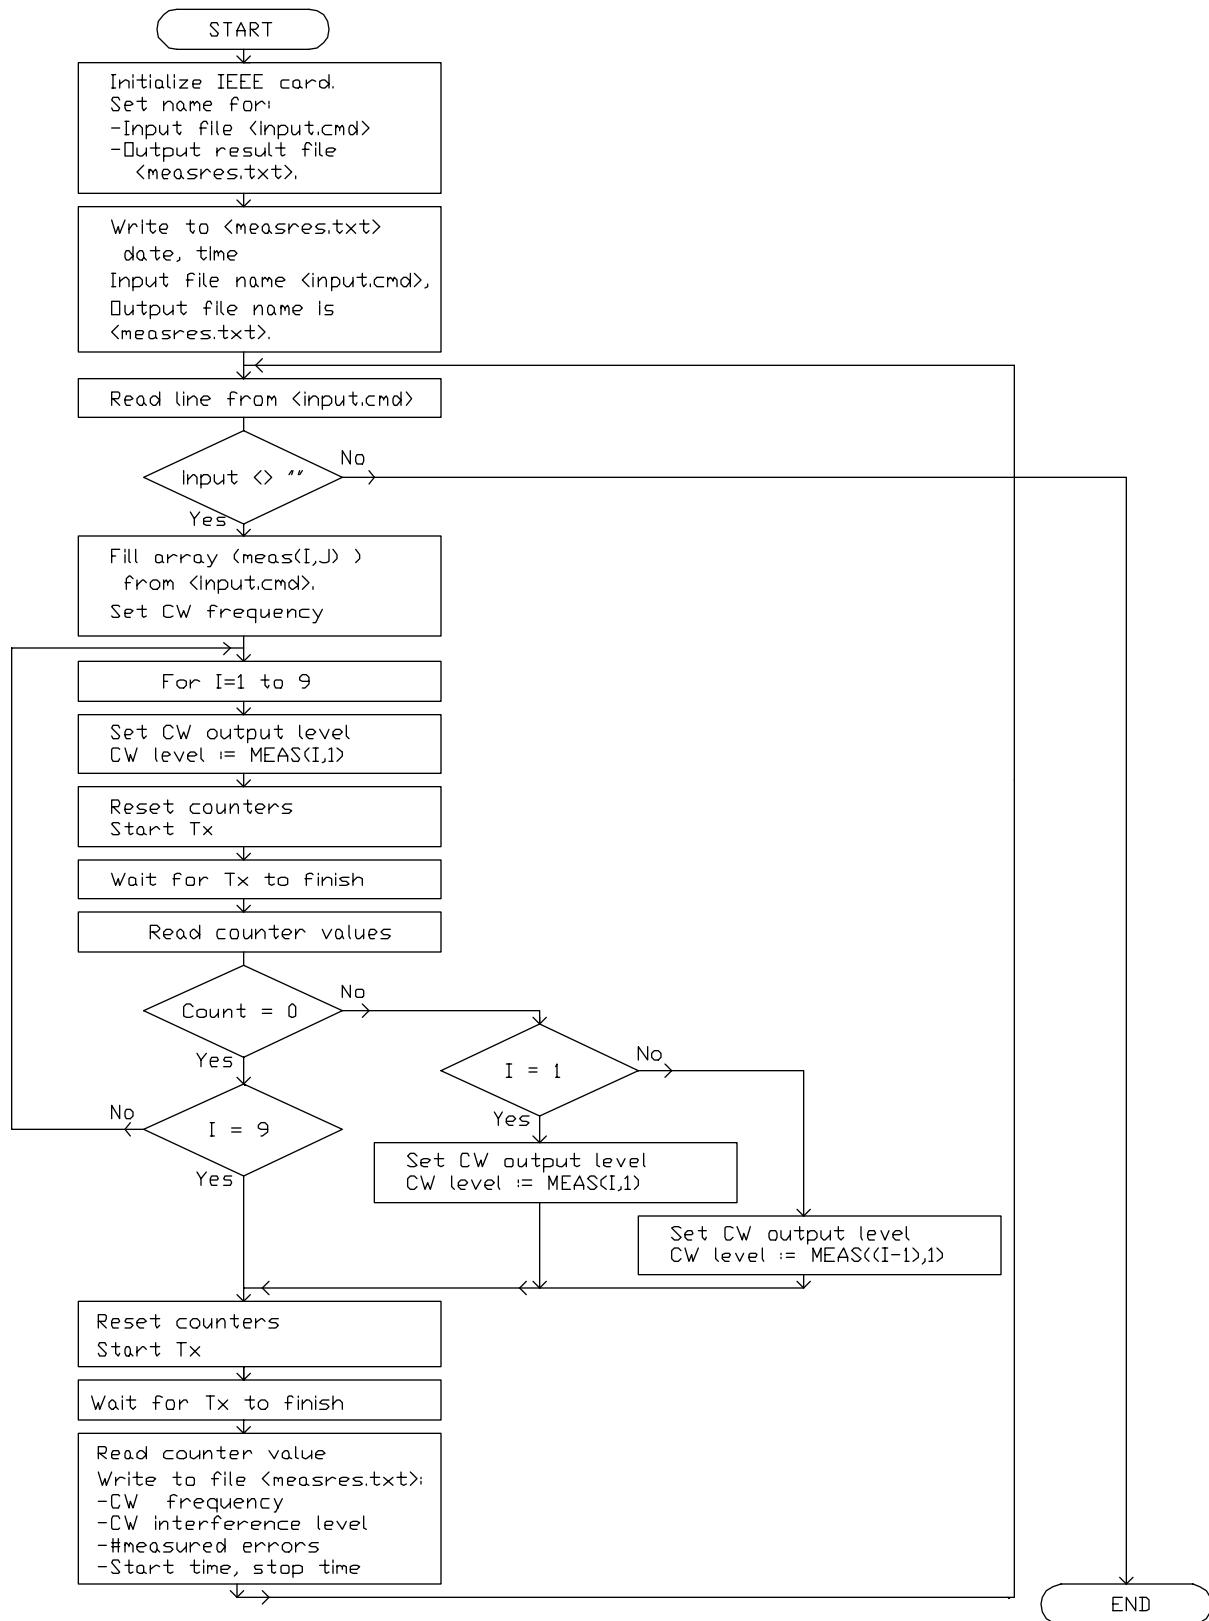 START
Initialize IEEE card.
Set name for:
-Input file <input.cmd>
-Output result file
<measres.txt>.
Write to <measres.txt>
date, time
Input file name <input.cmd>,
Output file name is
<measres.txt>.
Read line from <input.cmd>
Input <> ""
No
Yes
Fill array (meas(I,J) )
from <input.cmd>.
Set CW frequency
For I=1 to 9
Set CW output level
CW level := MEAS(I,1)
Reset counters
Start Tx
Wait for Tx to finish
Read counter values
Count = 0
No
Yes
I = 1
No
Yes
I = 9
No
Yes
Set CW output level
CW level := MEAS(I,1)
Set CW output level
CW level := MEAS((I-1),1)
Reset counters
Start Tx
Wait for Tx to finish
Read counter value
Write to file <measres.txt>:
-CW frequency
-CW interference level
-#measured errors
-Start time, stop time
END